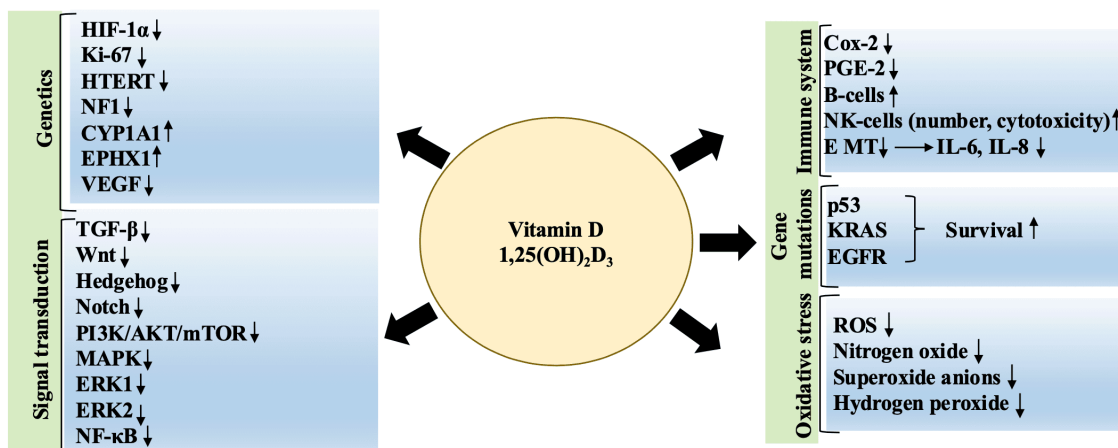 Genetics
HIF-1α↓
Ki-67↓
HTERT↓
NF1↓
CYP1A1↑
EPHX1↑
VEGF↓
Signal transduction
TGF-β↓
Wnt↓
Hedgehog↓
Notch↓
PI3K/AKT/mTOR↓
MAPK↓
ERK1↓
ERK2↓
NF-κB↓
Vitamin D
1,25(OH)₂D₃
Immune system
Cox-2↓
PGE-2↓
B-cells↑
NK-cells (number, cytotoxicity)↑
E MT↓→IL-6, IL-8 ↓
Gene
mutations
p53
KRAS
EGFR
Survival ↑
Oxidative stress
ROS ↓
Nitrogen oxide↓
Superoxide anions ↓
Hydrogen peroxide ↓